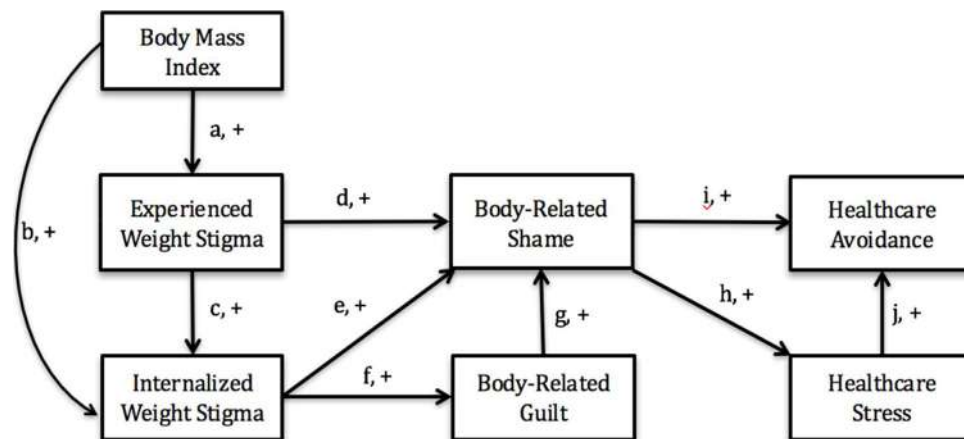 Body Mass
Index
a, +
Experienced
Weight Stigma
d, +
Body-Related
Shame
i, +
Healthcare
Avoidance
b, +
c, +
e, +
g, +
h, +
j, +
f, +
Internalized
Weight Stigma
Body-Related
Guilt
Healthcare
Stress